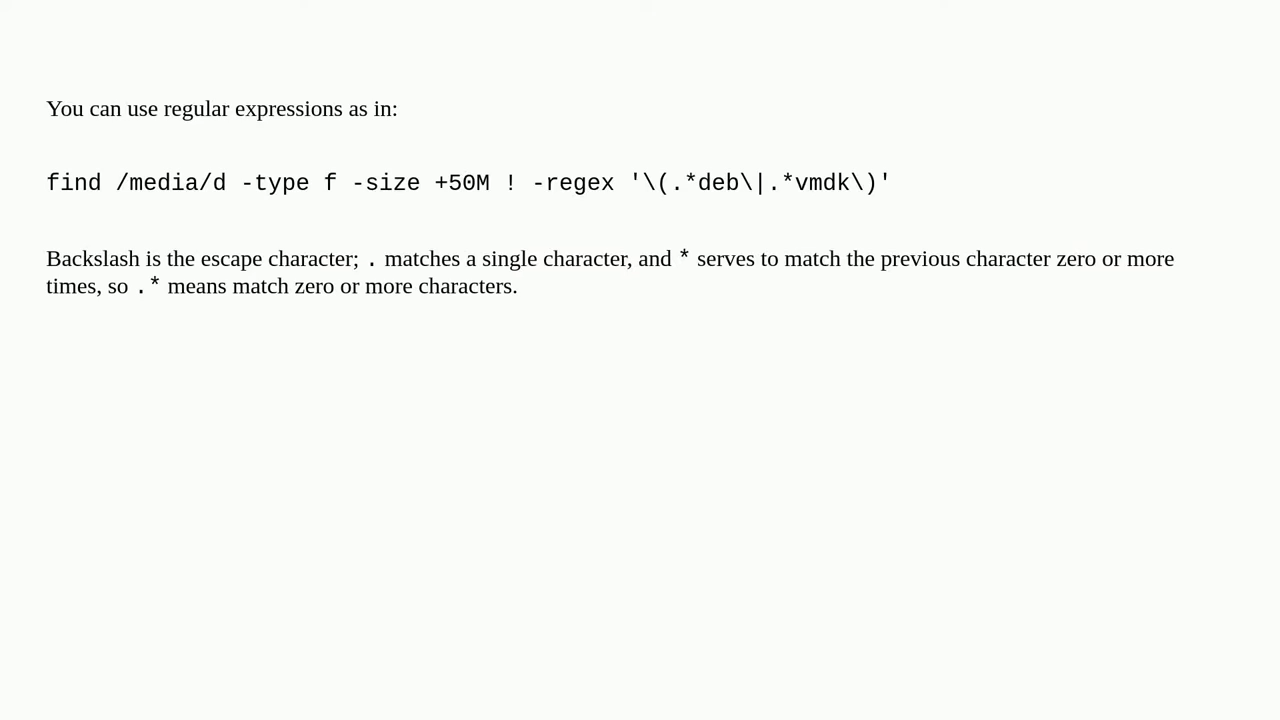 You can use regular expressions as in:
find /media/d -type f -size +50M ! -regex '\(.*deb\|.*vmdk\)'
Backslash is the escape character; . matches a single character, and * serves to match the previous character zero or more
times, so .* means match zero or more characters.